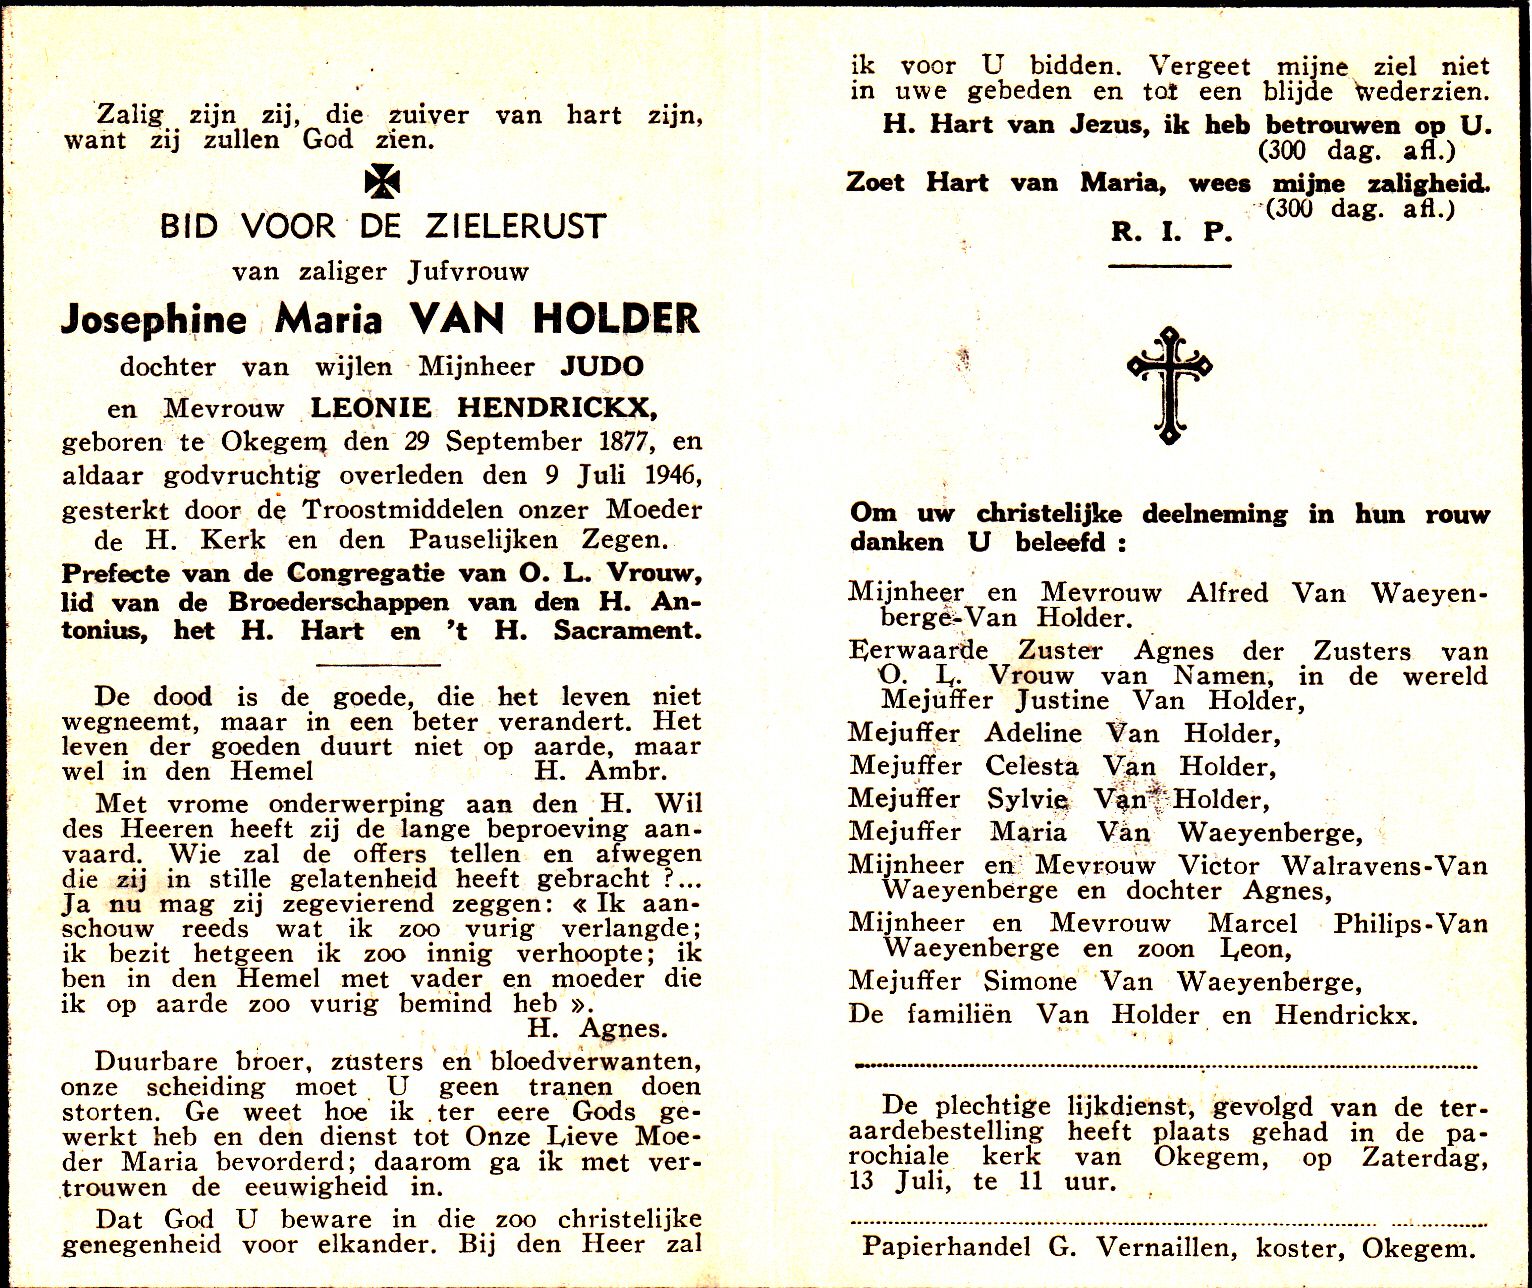 Zalig zijn zij, die zuiver van hart zijn,
want zij zullen God zien.
BID VOOR DE ZIELERUST
van zaliger Jufvrouw
Josephine Maria VAN HOLDER
dochter van wijlen Mijnheer JUDO
en Mevrouw LEONIE HENDRICKX,
geboren te Okegem den 29 September 1877, en
aldaar godvruchtig overleden den 9 Juli 1946,
gesterkt door de Troostmiddelen onzer Moeder
de H. Kerk en den Pauselijken Zegen.
Prefecte van de Congregatie van O. L. Vrouw,
lid van de Broederschappen van den H. An-
tonius, het H. Hart en 't H. Sacrament.
De dood is de goede, die het leven niet
wegneemt, maar in een beter verandert. Het
leven der goeden duurt niet op aarde, maar
wel in den Hemel H. Ambr.
Met vrome onderwerping aan den H. Wil
des Heeren heeft zij de lange beproeving aan-
vaard. Wie zal de offers tellen en afwegen
die zij in stille gelatenheid heeft gebracht ?...
Ja nu mag zij zegevierend zeggen: « Ik aan-
schouw reeds wat ik zoo vurig verlangde;
ik bezit hetgeen ik zoo innig verhoopte; ik
ben in den Hemel met vader en moeder die
ik op aarde zoo vurig bemind heb ».
H. Agnes.
Duurbare broer, zusters en bloedverwanten,
onze scheiding moet U geen tranen doen
storten. Ge weet hoe ik ter eere Gods ge-
werkt heb en den dienst tot Onze Lieve Moe-
der Maria bevorderd; daarom ga ik met ver-
trouwen de eeuwigheid in.
Dat God U beware in die zoo christelijke
genegenheid voor elkander. Bij den Heer zal
ik voor U bidden. Vergeet mijne ziel niet
in uwe gebeden en tot een blijde wederzien.
H. Hart van Jezus, ik heb betrouwen op U.
(300 dag. afl.)
Zoet Hart van Maria, wees mijne zaligheid.
(300 dag. afl.)
R. I. P.
Om uw christelijke deelneming in hun rouw
danken U beleefd :
Mijnheer en Mevrouw Alfred Van Waeyen-
berge-Van Holder.
Eerwaarde Zuster Agnes der Zusters van
O. L. Vrouw van Namen, in de wereld
Mejuffer Justine Van Holder,
Mejuffer Adeline Van Holder,
Mejuffer Celesta Van Holder,
Mejuffer Sylvie Van Holder,
Mejuffer Maria Van Waeyenberge,
Mijnheer en Mevrouw Victor Walravens-Van
Waeyenberge en dochter Agnes,
Mijnheer en Mevrouw Marcel Philips-Van
Waeyenberge en zoon Leon,
Mejuffer Simone Van Waeyenberge,
De familiën Van Holder en Hendrickx.
De plechtige lijkdienst, gevolgd van de ter-
aardebestelling heeft plaats gehad in de pa-
rochiale kerk van Okegem, op Zaterdag,
13 Juli, te 11 uur.
Papierhandel G. Vernaillen, koster, Okegem.